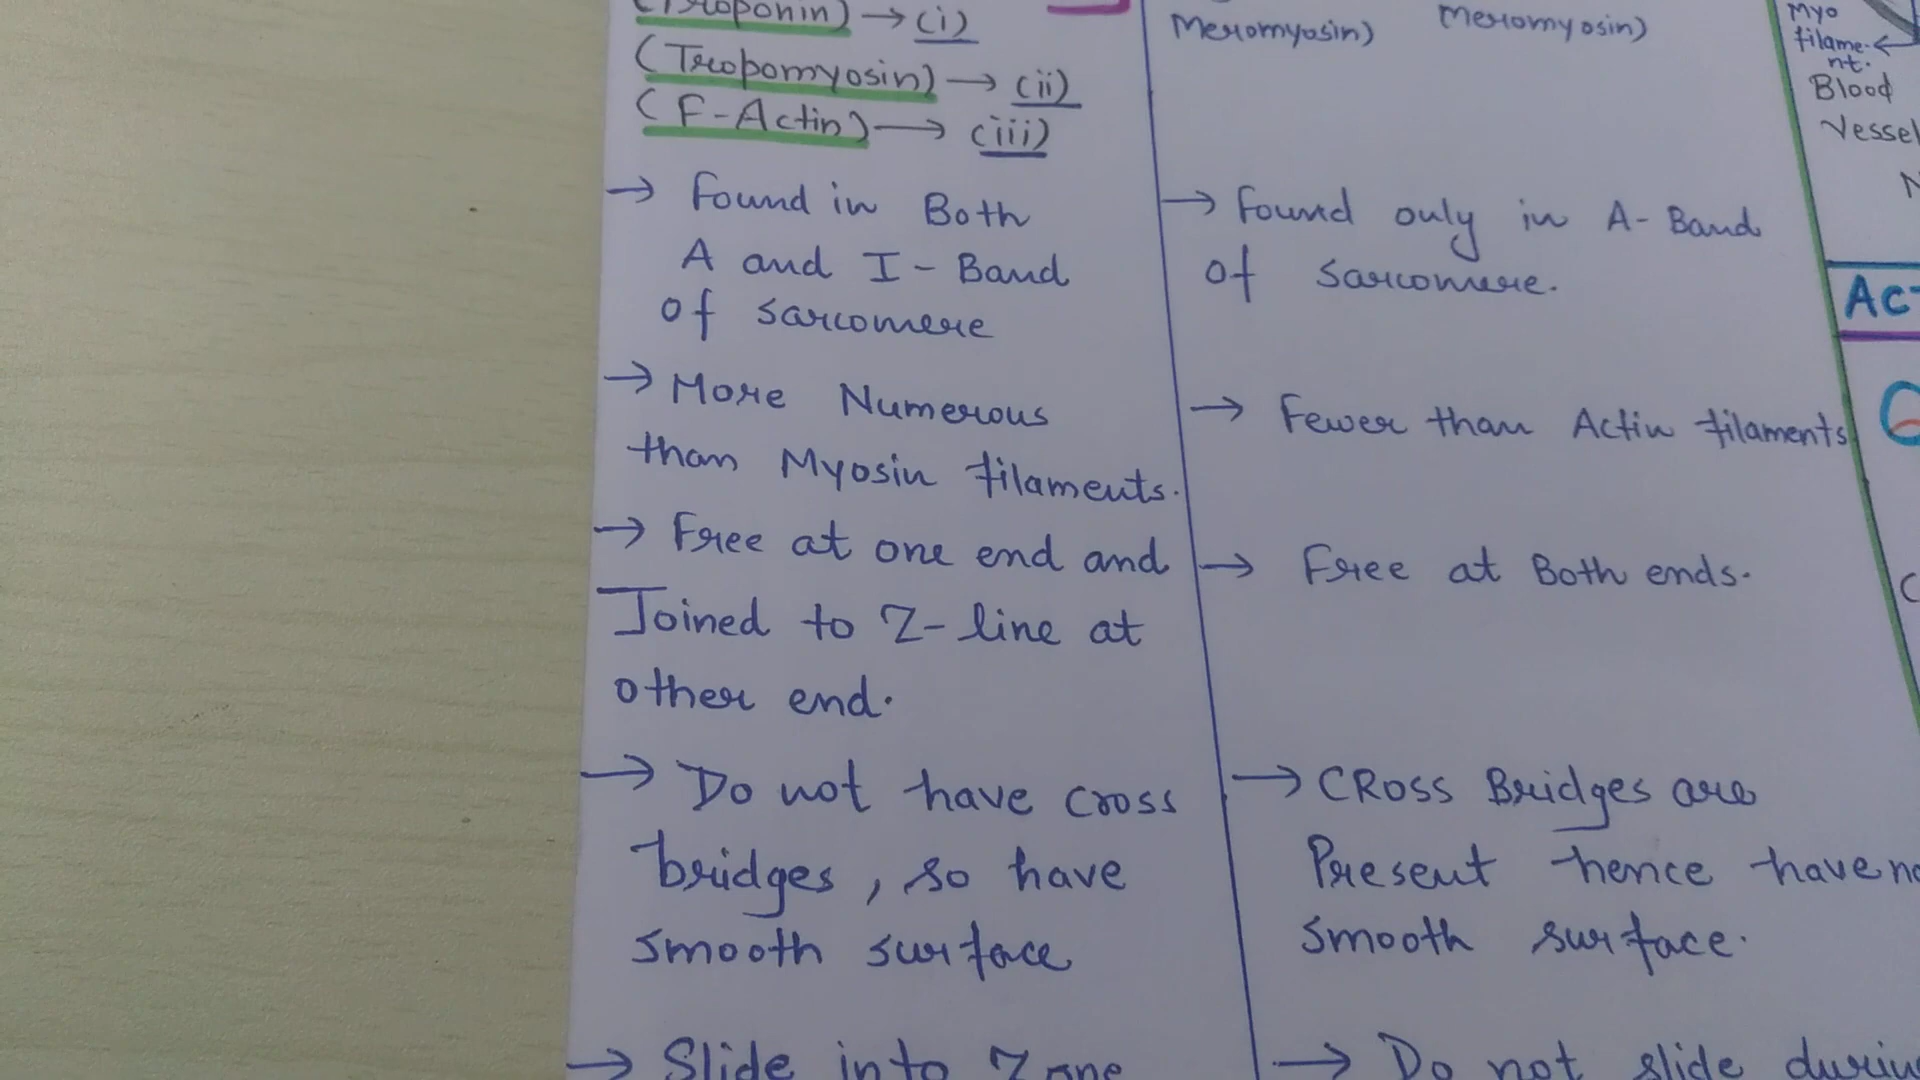 (Troponin) → (i)
(Tropomyosin) → (ii)
(F-Actin) → (iii)
→ Found in Both
A and I-Band
of sarcomere
→ More Numerous
than Myosin filaments.
→ Free at one end and
Joined to Z-line at
other end.
→ Do not have cross
bridges, so have
smooth surface
→ Slide into Zone
Meromyosin) Meromyosin)
→ Found only in A-Band
of sarcomere.
→ Fewer than Actin filaments
→ Free at Both ends.
→ CROSS Bridges are
Present hence have no
smooth surface.
→ Do not slide
Myo
filame-
nt.
Blood
Vessel